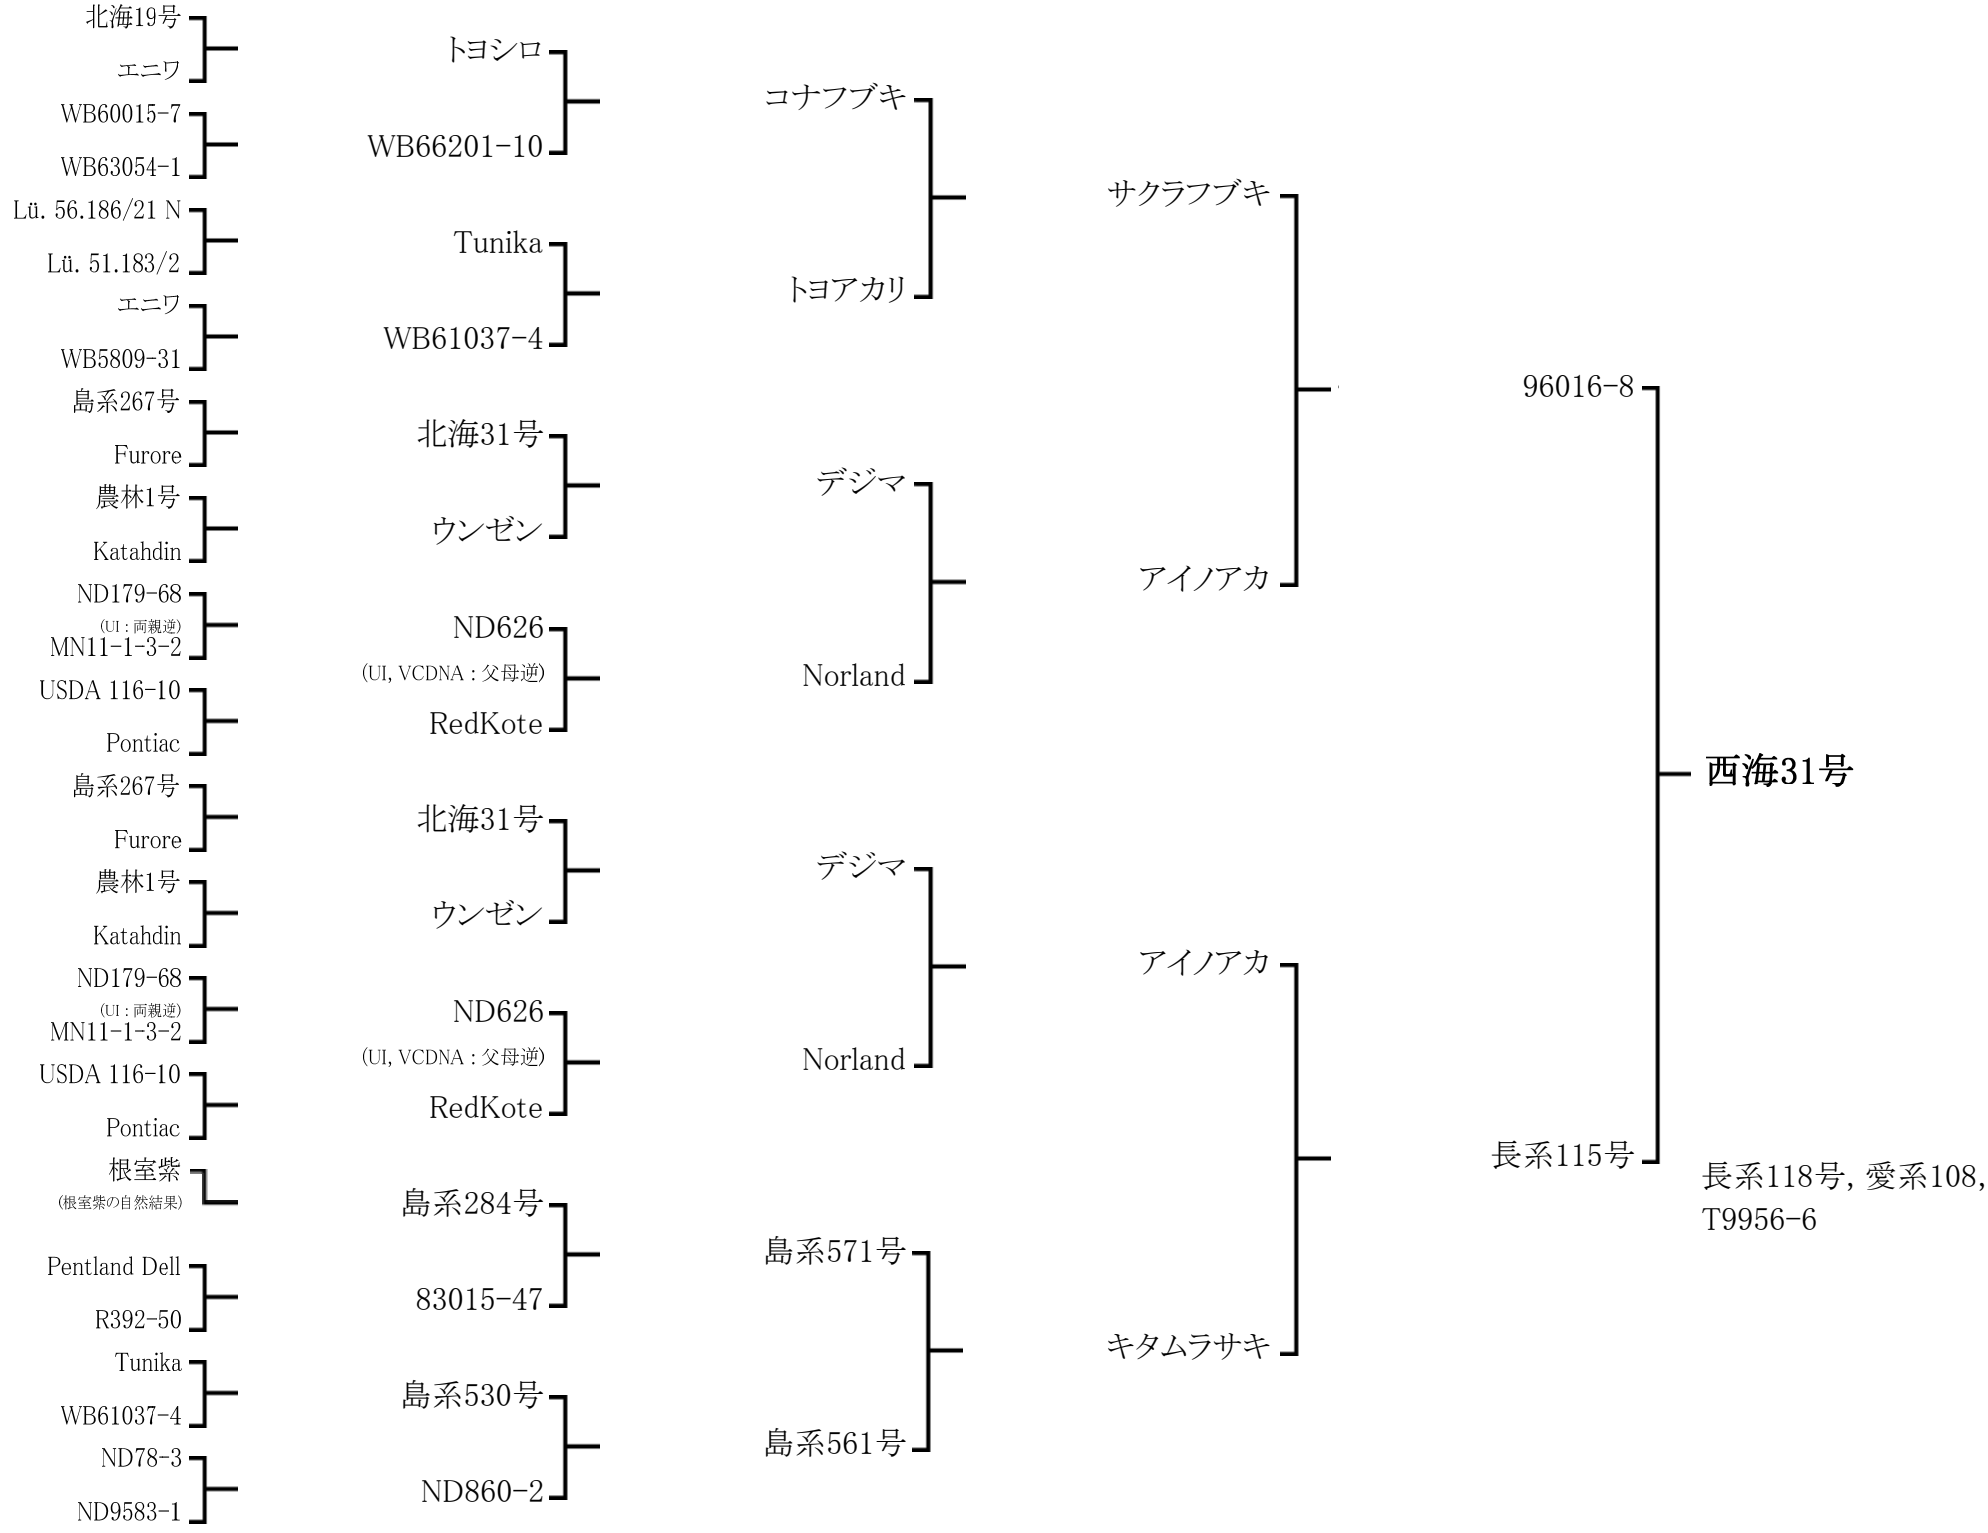 北海19号
エニワ
WB60015-7
WB63054-1
Lü. 56.186/21 N
Lü. 51.183/2
エニワ
WB5809-31
島系267号
Furore
農林1号
Katahdin
ND179-68
(UI : 両親逆)
MN11-1-3-2
USDA 116-10
Pontiac
島系267号
Furore
農林1号
Katahdin
ND179-68
(UI : 両親逆)
MN11-1-3-2
USDA 116-10
Pontiac
根室紫
(根室紫の自然結果)
Pentland Dell
R392-50
Tunika
WB61037-4
ND78-3
ND9583-1
トヨシロ
WB66201-10
Tunika
WB61037-4
北海31号
ウンゼン
ND626
(UI, VCDNA : 父母逆)
RedKote
北海31号
ウンゼン
ND626
(UI, VCDNA : 父母逆)
RedKote
島系284号
83015-47
島系530号
ND860-2
コナフブキ
トヨアカリ
デジマ
Norland
デジマ
Norland
島系571号
島系561号
サクラフブキ
アイノアカ
アイノアカ
キタムラサキ
96016-8
長系115号
西海31号
長系118号, 愛系108,
T9956-6